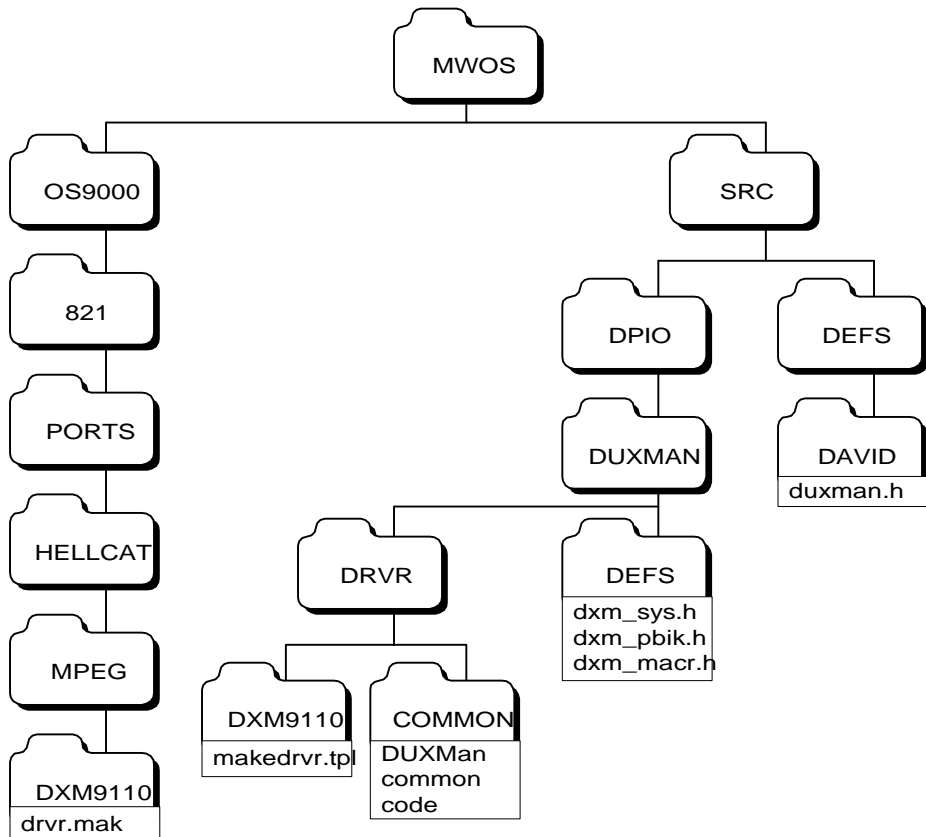 MWOS
OS9000
SRC
821
DPIO
DEFS
PORTS
DUXMAN
DAVID
duxman.h
HELLCAT
DRVR
DEFS
dxm_sys.h
dxm_pbik.h
dxm_macr.h
MPEG
DXM9110
makedrvr.tpl
COMMON
DUXMan
common
code
DXM9110
drvr.mak